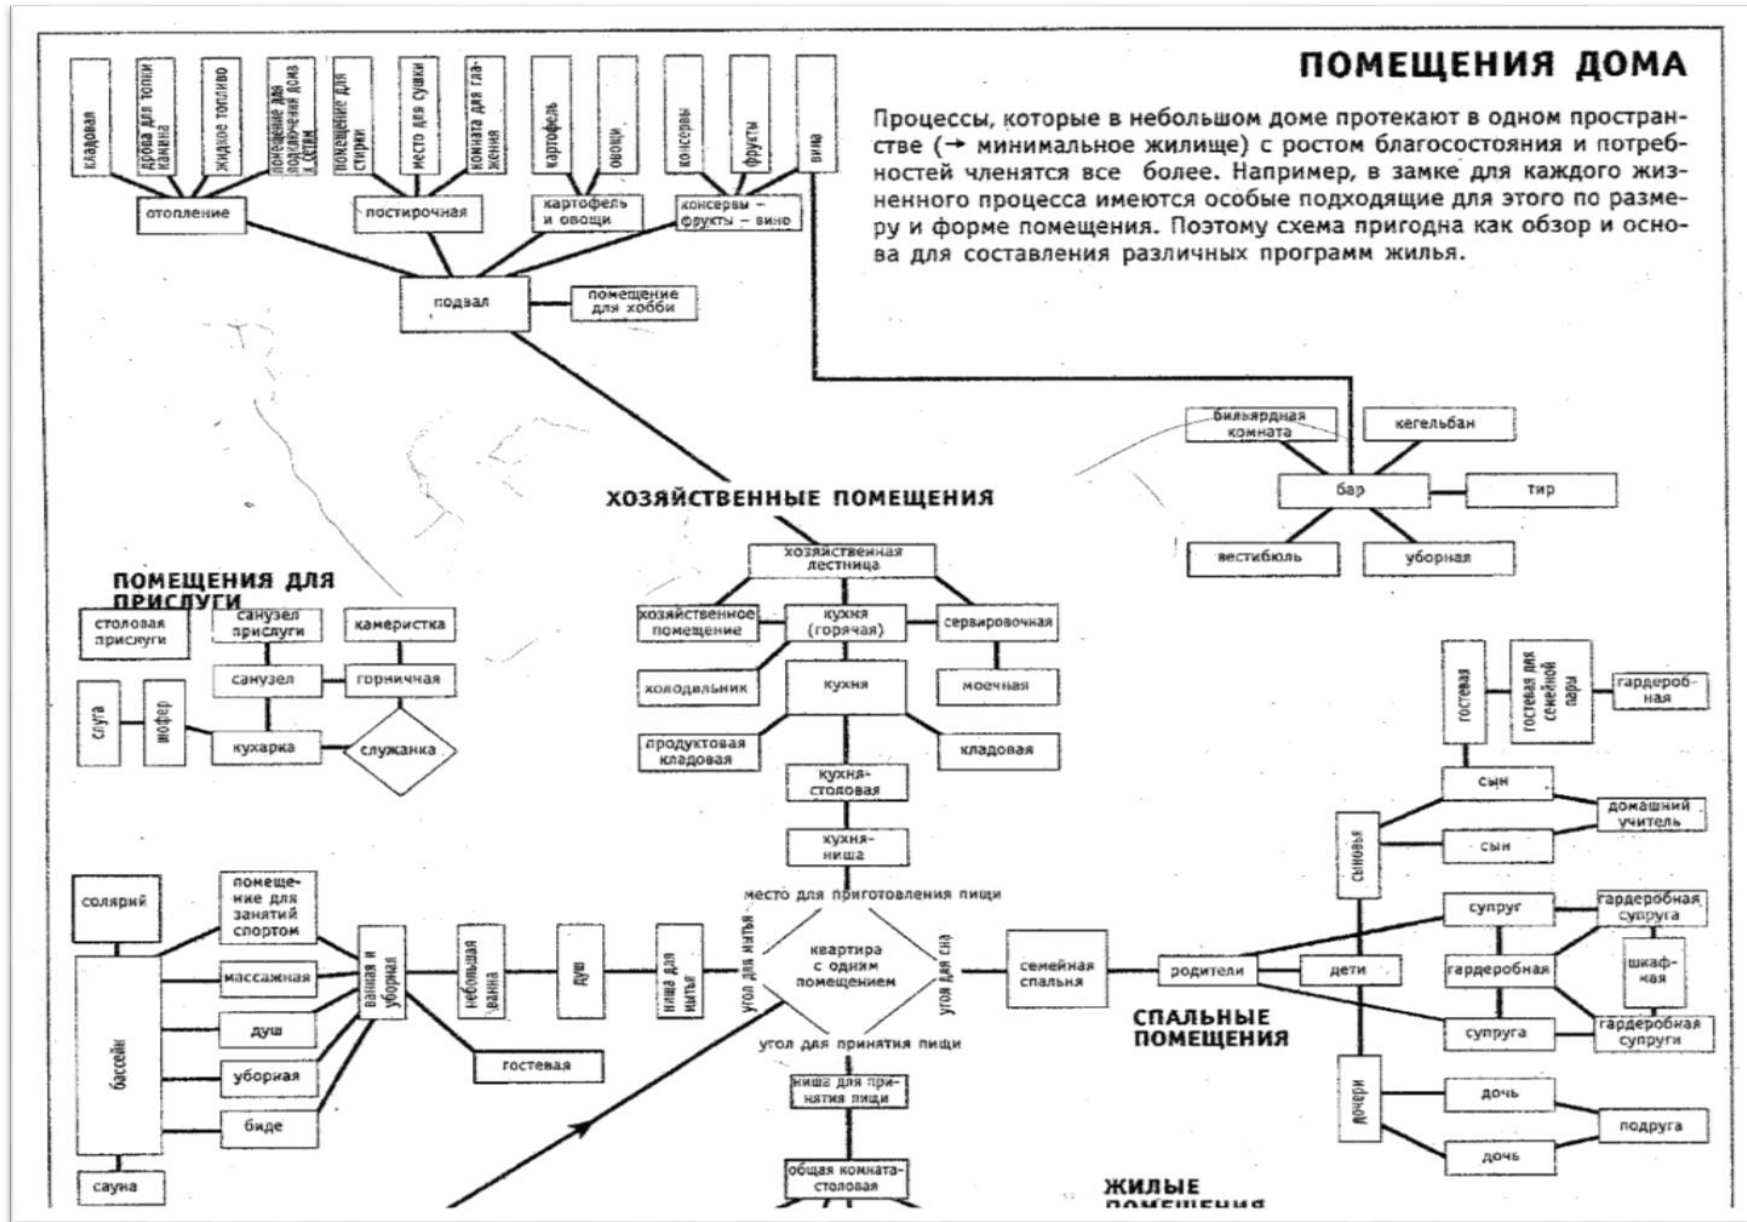 ПОМЕЩЕНИЯ ДОМА
Процессы, которые в небольшом доме протекают в одном простран-
стве (→ минимальное жилище) с ростом благосостояния и потреб-
ностей членятся все более. Например, в замке для каждого жиз-
ненного процесса имеются особые подходящие для этого по разме-
ру и форме помещения. Поэтому схема пригодна как обзор и осно-
ва для составления различных программ жилья.
кладовая
дрова для топки
камина
жидкое топливо
помещение для
подключения дома
к сетям
помещение для
стирки
место для сушки
комната для гла-
жения
картофель
овощи
консервы
фрукты
вина
отопление
постирочная
картофель
и овощи
консервы –
фрукты – вино
подвал
помещение
для хобби
бильярдная
комната
кегельбан
бар
тир
вестибюль
уборная
ХОЗЯЙСТВЕННЫЕ ПОМЕЩЕНИЯ
хозяйственная
лестница
хозяйственное
помещение
кухня
(горячая)
сервировочная
холодильник
кухня
моечная
продуктовая
кладовая
кладовая
кухня-
столовая
кухня-
ниша
место для приготовления пищи
ПОМЕЩЕНИЯ ДЛЯ
ПРИСЛУГИ
столовая
прислуги
санузел
прислуги
камеристка
санузел
горничная
слуга
шофер
кухарка
служанка
солярий
помеще-
ние для
занятий
спортом
бассейн
массажная
душ
уборная
биде
сауна
ванная и
уборная
небольшая
ванна
душ
ниша для
мытья
гостевая
угол для мытья
квартира
с одним
помещением
угол для сна
угол для принятия пищи
ниша для при-
нятия пищи
общая комната-
столовая
семейная
спальня
родители
дети
СПАЛЬНЫЕ
ПОМЕЩЕНИЯ
гостевая
гостевая для
семейной
пары
гардероб-
ная
сыновья
сын
сын
домашний
учитель
супруг
гардеробная
супруга
гардеробная
шкаф-
ная
супруга
гардеробная
супруги
дочери
дочь
дочь
подруга
ЖИЛЫЕ
ПОМЕЩЕНИЯ